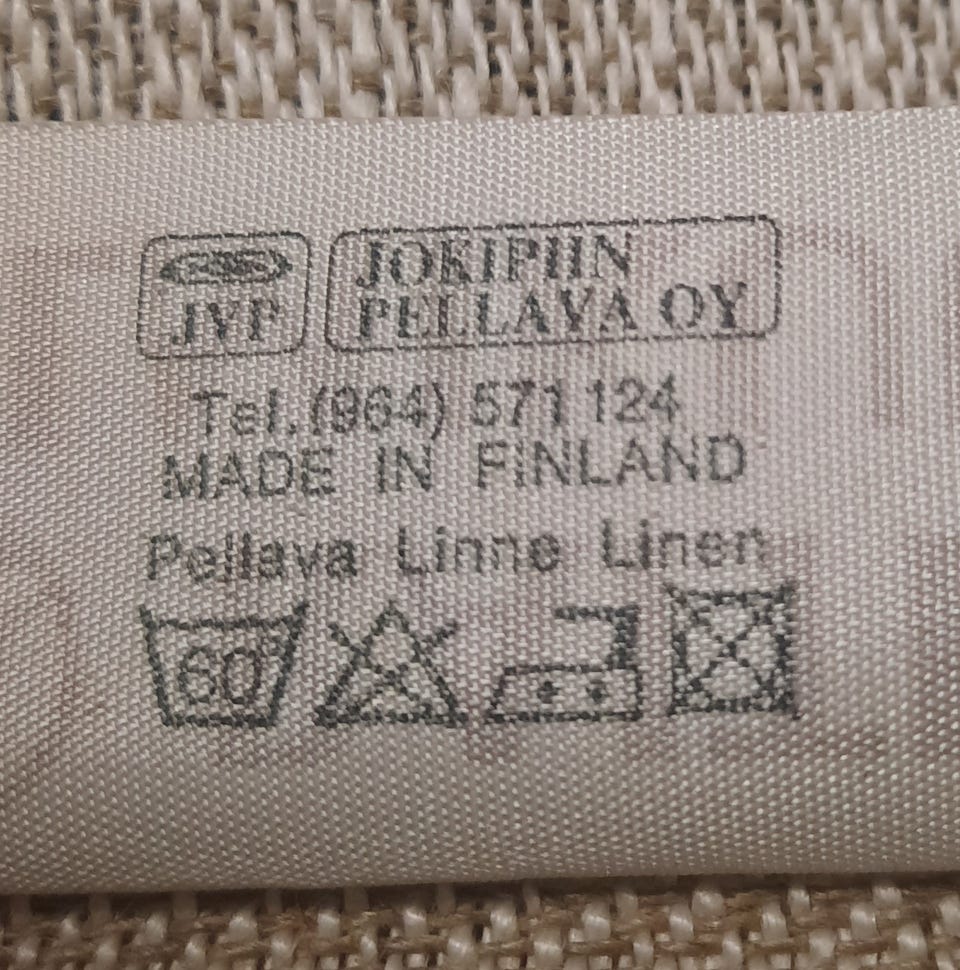 JVP
JOKIPIIN
PELLAVA OY
Tel. (964) 571 124
MADE IN FINLAND
Pellava Linne Linen
60°